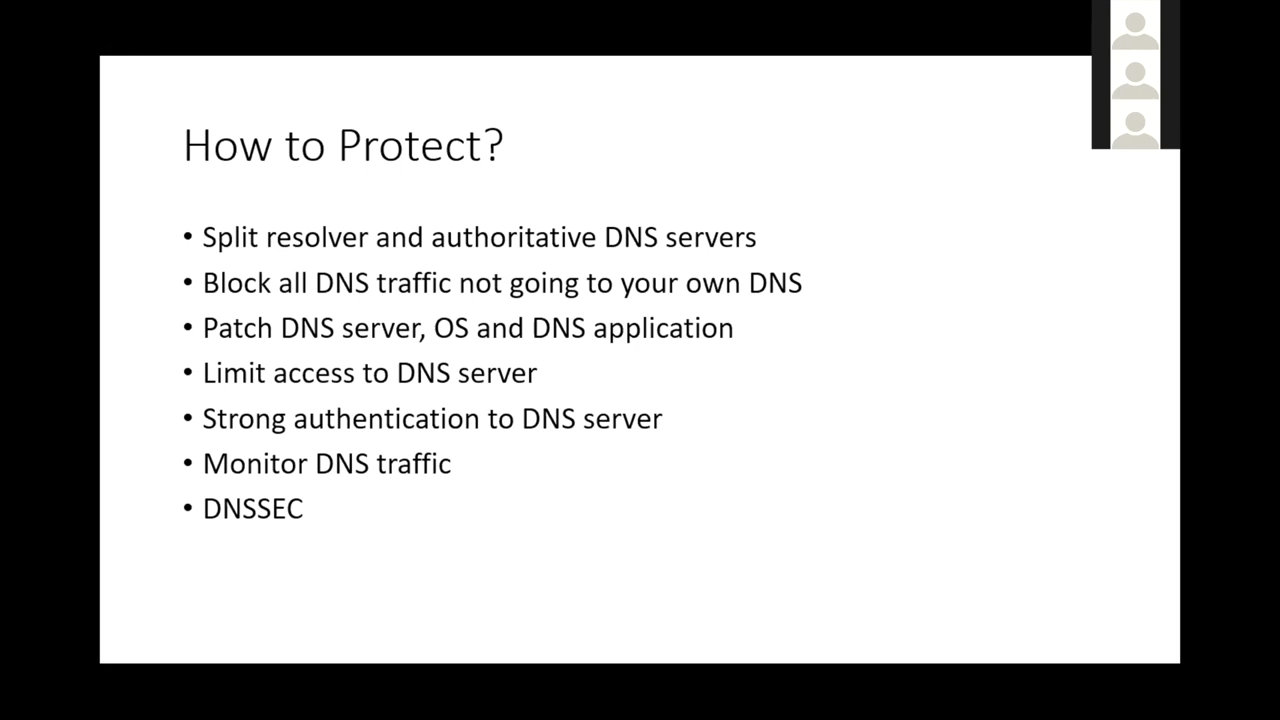 How to Protect?
• Split resolver and authoritative DNS servers
• Block all DNS traffic not going to your own DNS
• Patch DNS server, OS and DNS application
• Limit access to DNS server
• Strong authentication to DNS server
• Monitor DNS traffic
• DNSSEC